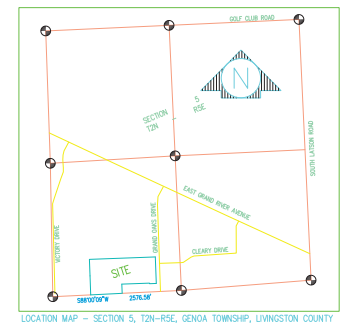 GOLF CLUB ROAD
N
SECTION 5
T2N - R5E
SOUTH LATSON ROAD
EAST GRAND RIVER AVENUE
VICTORY DRIVE
GRAND OAKS DRIVE
CLEARY DRIVE
SITE
S88°00'09"W 2576.58'
LOCATION MAP - SECTION 5, T2N-R5E, GENOA TOWNSHIP, LIVINGSTON COUNTY